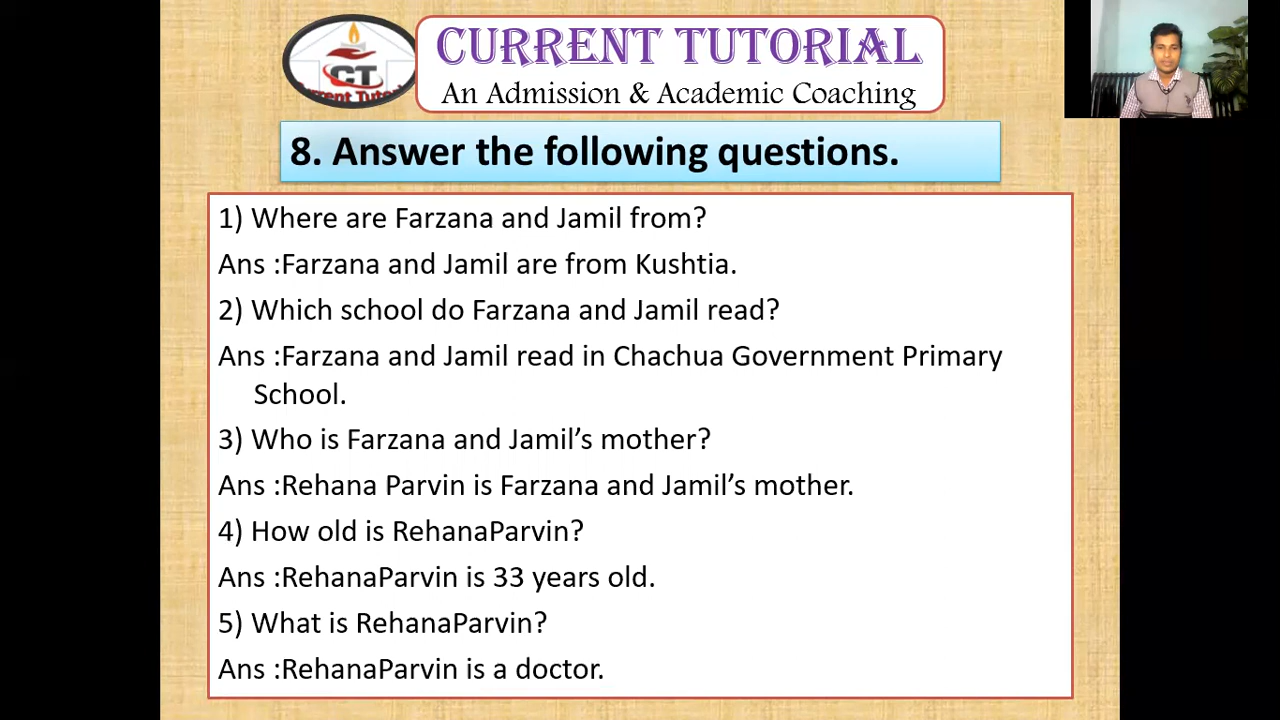 CT
Current Tutorial
CURRENT TUTORIAL
An Admission & Academic Coaching
8. Answer the following questions.
1) Where are Farzana and Jamil from?
Ans :Farzana and Jamil are from Kushtia.
2) Which school do Farzana and Jamil read?
Ans :Farzana and Jamil read in Chachua Government Primary
School.
3) Who is Farzana and Jamil’s mother?
Ans :Rehana Parvin is Farzana and Jamil’s mother.
4) How old is RehanaParvin?
Ans :RehanaParvin is 33 years old.
5) What is RehanaParvin?
Ans :RehanaParvin is a doctor.